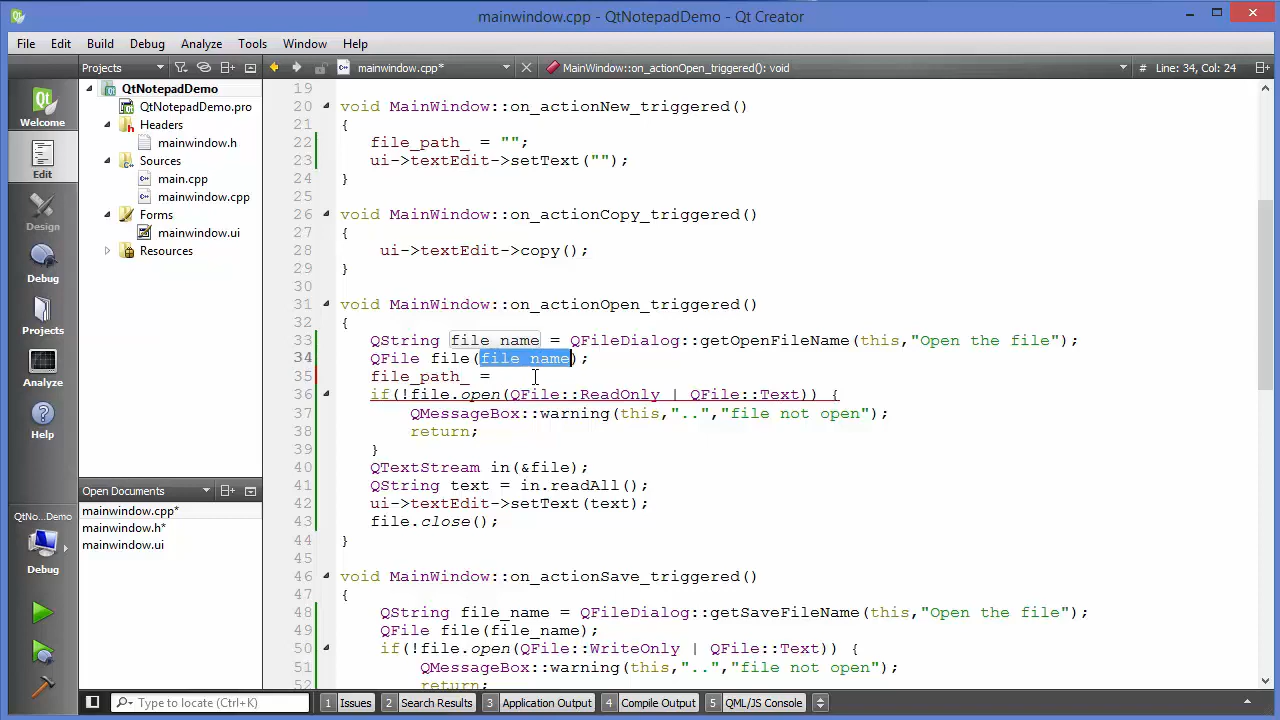 mainwindow.cpp - QtNotepadDemo - Qt Creator
File Edit Build Debug Analyze Tools Window Help
Projects mainwindow.cpp* MainWindow::on_actionOpen_triggered(): void # Line: 34, Col: 24
Welcome
Edit
Design
Debug
Projects
Analyze
Help
QtNo...Demo
Debug
QtNotepadDemo
QtNotepadDemo.pro
Headers
mainwindow.h
Sources
main.cpp
mainwindow.cpp
Forms
mainwindow.ui
Resources
Open Documents
mainwindow.cpp*
mainwindow.h*
mainwindow.ui
19
20 void MainWindow::on_actionNew_triggered()
21 {
22 file_path_ = "";
23 ui->textEdit->setText("");
24 }
25
26 void MainWindow::on_actionCopy_triggered()
27 {
28 ui->textEdit->copy();
29 }
30
31 void MainWindow::on_actionOpen_triggered()
32 {
33 QString file_name = QFileDialog::getOpenFileName(this,"Open the file");
34 QFile file(file_name);
35 file_path_ =
36 if(!file.open(QFile::ReadOnly | QFile::Text)) {
37 QMessageBox::warning(this,"..","file not open");
38 return;
39 }
40 QTextStream in(&file);
41 QString text = in.readAll();
42 ui->textEdit->setText(text);
43 file.close();
44 }
45
46 void MainWindow::on_actionSave_triggered()
47 {
48 QString file_name = QFileDialog::getSaveFileName(this,"Open the file");
49 QFile file(file_name);
50 if(!file.open(QFile::WriteOnly | QFile::Text)) {
51 QMessageBox::warning(this,"..","file not open");
52 return;
Type to locate (Ctrl+K) 1 Issues 2 Search Results 3 Application Output 4 Compile Output 5 QML/JS Console